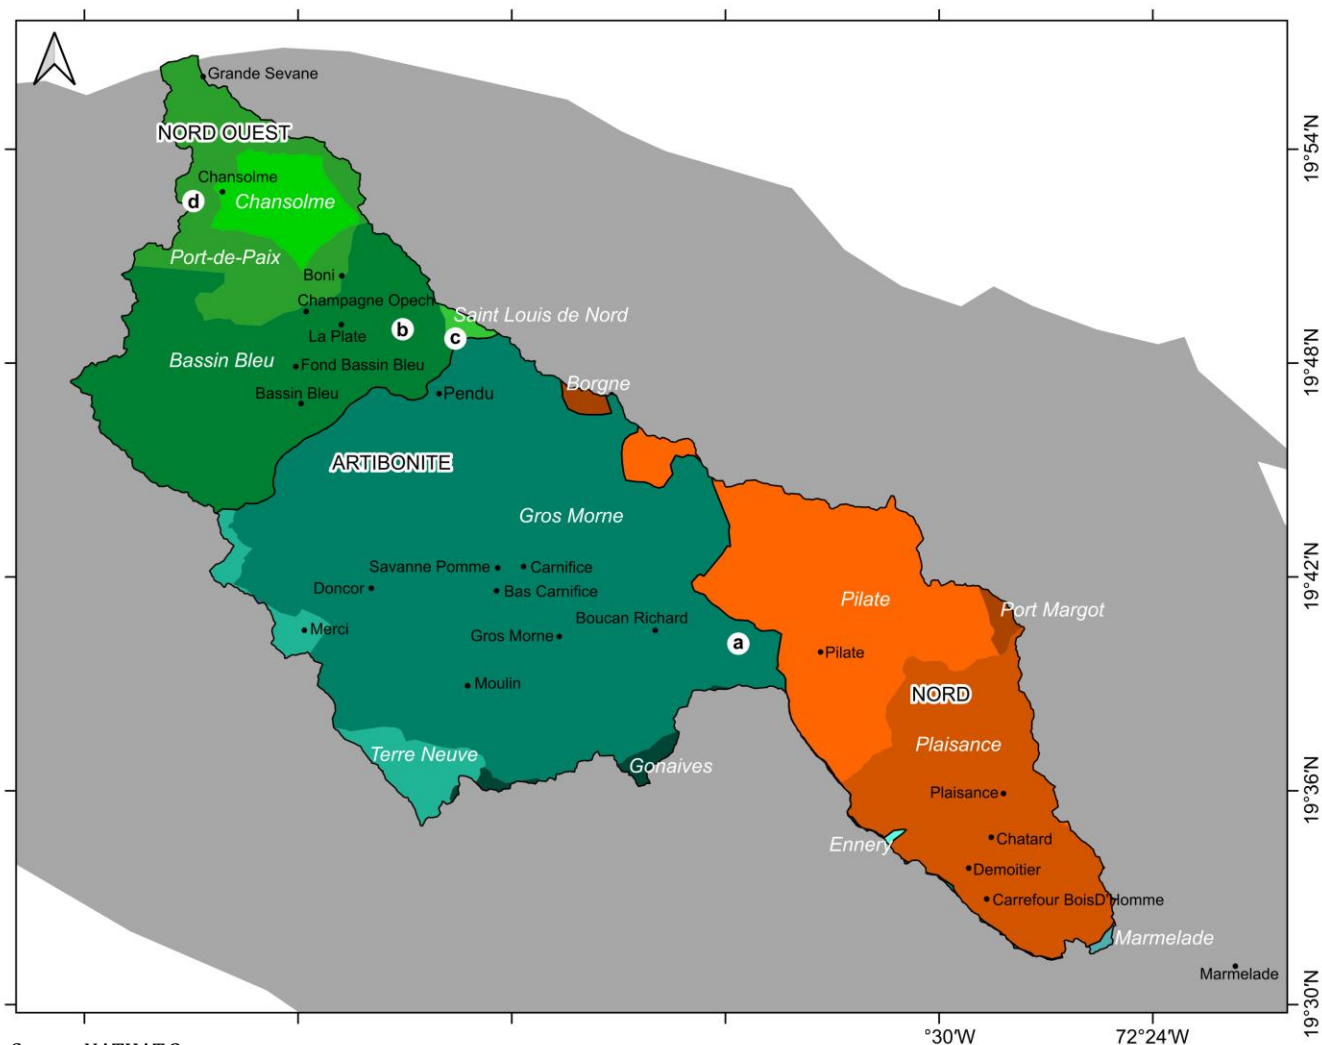 Grande Sevane
NORD OUEST
19°54'N
Chansolme
d
Chansolme
Port-de-Paix
Boni
Champagne Opech
Saint Louis de Nord
b
La Plate
c
19°48'N
Bassin Bleu
Fond Bassin Bleu
Borgne
Bassin Bleu
Pendu
ARTIBONITE
Gros Morne
Savanne Pomme
Carnifice
19°42'N
Doncor
Bas Carnifice
Pilate
Port Margot
Boucan Richard
Merci
Gros Morne
a
Pilate
Moulin
NORD
Plaisance
Terre Neuve
Gonaives
Plaisance
19°36'N
Chatard
Ennery
Demoitier
Carrefour BoisD'Homme
Marmelade
Marmelade
19°30'N
°30'W
72°24'W